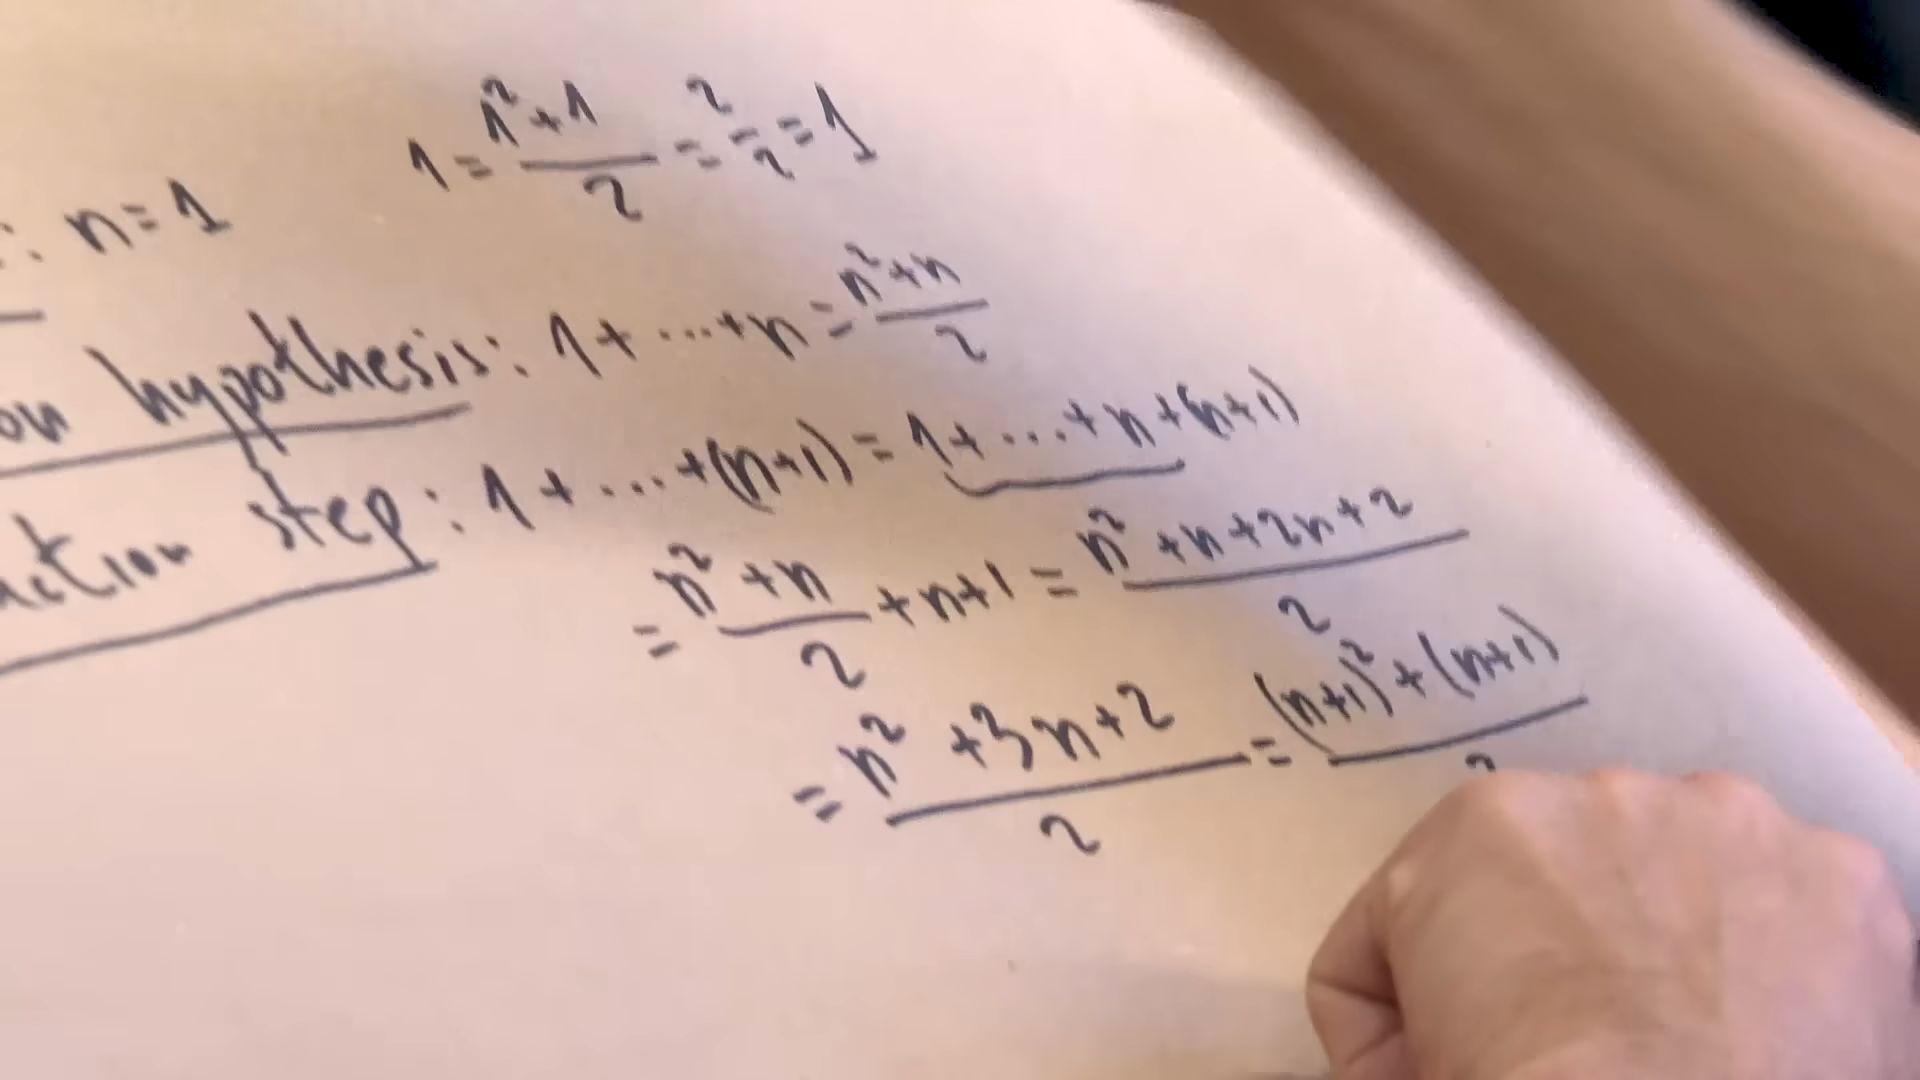 : n=1 1 = (1²+1)/2 = 2/2 = 1
hypothesis: 1+...+n = (n²+n)/2
step: 1+...+(n+1) = 1+...+n+(n+1)
= (n²+n)/2 + n+1 = (n²+n+2n+2)/2
= (n²+3n+2)/2 = ((n+1)²+(n+1))/2